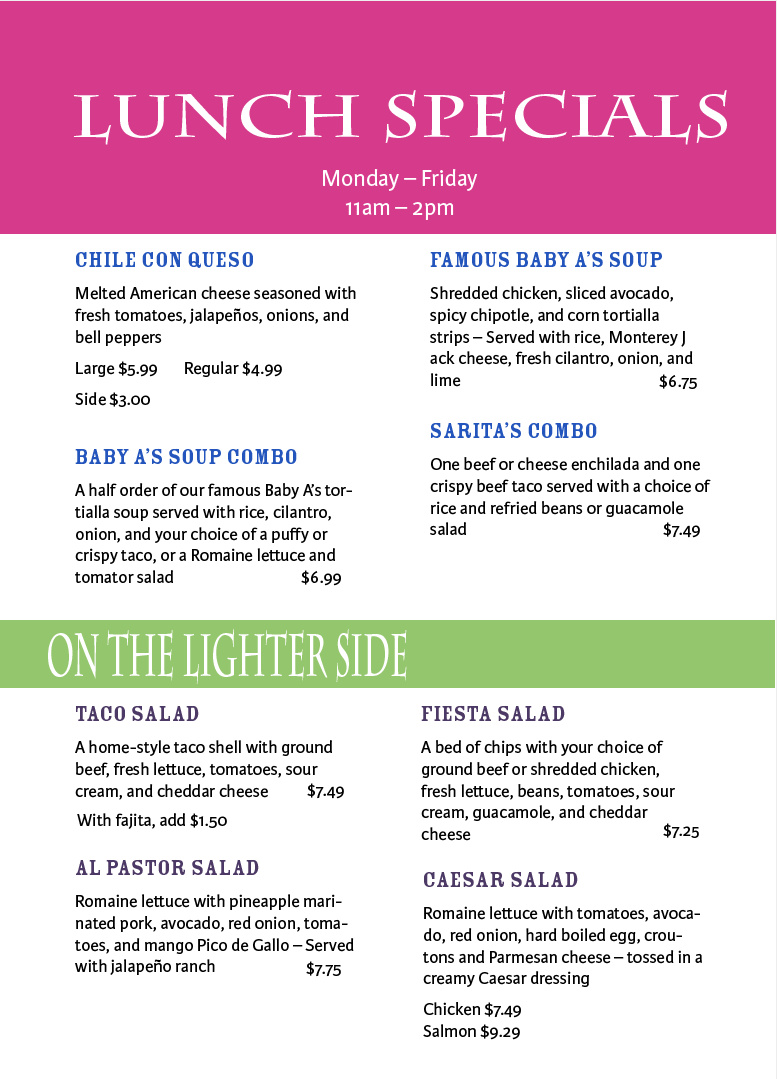 LUNCH SPECIALS
Monday – Friday
11am – 2pm
CHILE CON QUESO
Melted American cheese seasoned with
fresh tomatoes, jalapeños, onions, and
bell peppers
Large $5.99 Regular $4.99
Side $3.00
BABY A'S SOUP COMBO
A half order of our famous Baby A's tor-
tialla soup served with rice, cilantro,
onion, and your choice of a puffy or
crispy taco, or a Romaine lettuce and
tomator salad $6.99
FAMOUS BABY A'S SOUP
Shredded chicken, sliced avocado,
spicy chipotle, and corn tortialla
strips – Served with rice, Monterey J
ack cheese, fresh cilantro, onion, and
lime $6.75
SARITA'S COMBO
One beef or cheese enchilada and one
crispy beef taco served with a choice of
rice and refried beans or guacamole
salad $7.49
ON THE LIGHTER SIDE
TACO SALAD
A home-style taco shell with ground
beef, fresh lettuce, tomatoes, sour
cream, and cheddar cheese $7.49
With fajita, add $1.50
AL PASTOR SALAD
Romaine lettuce with pineapple mari-
nated pork, avocado, red onion, toma-
toes, and mango Pico de Gallo – Served
with jalapeño ranch $7.75
FIESTA SALAD
A bed of chips with your choice of
ground beef or shredded chicken,
fresh lettuce, beans, tomatoes, sour
cream, guacamole, and cheddar
cheese $7.25
CAESAR SALAD
Romaine lettuce with tomatoes, avoca-
do, red onion, hard boiled egg, crou-
tons and Parmesan cheese – tossed in a
creamy Caesar dressing
Chicken $7.49
Salmon $9.29